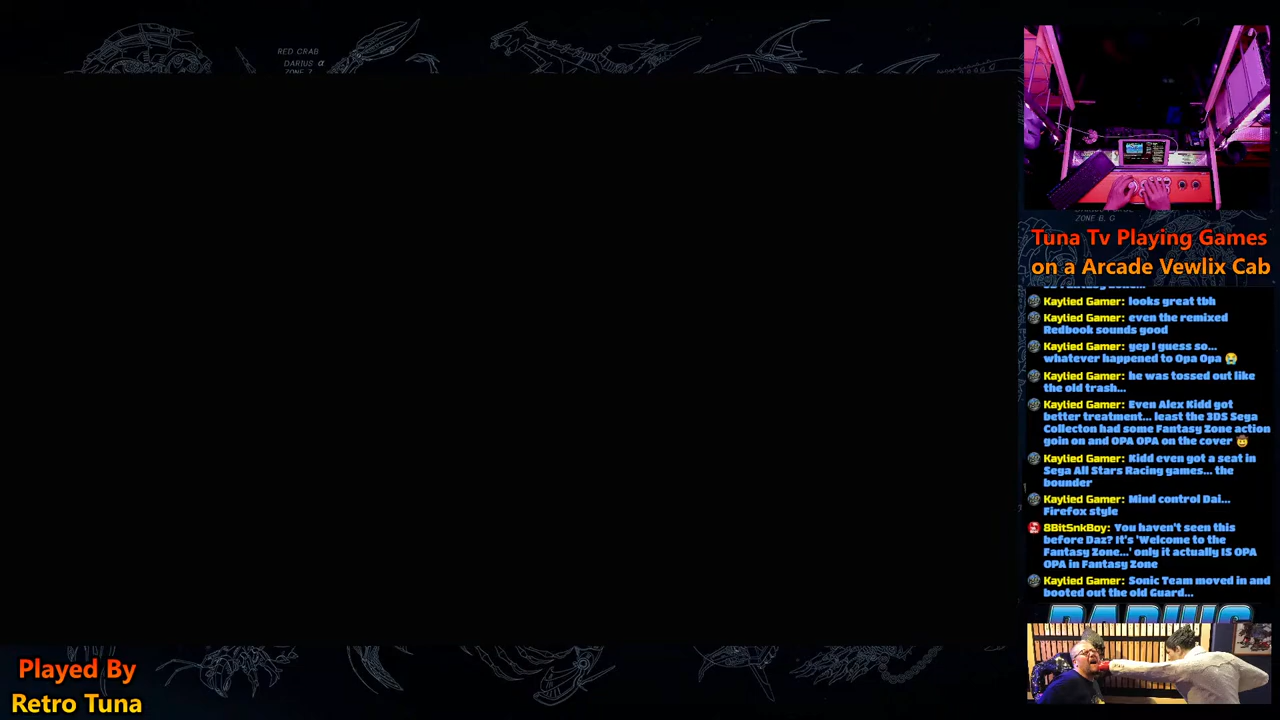 RED CRAB
DARIUS α
ZONE Z
ZONE B, G
Tuna Tv Playing Games
on a Arcade Vewlix Cab
Kaylied Gamer: looks great tbh
Kaylied Gamer: even the remixed
Redbook sounds good
Kaylied Gamer: yep I guess so...
whatever happened to Opa Opa 😭
Kaylied Gamer: he was tossed out like
the old trash...
Kaylied Gamer: Even Alex Kidd got
better treatment... least the 3DS Sega
Collecton had some Fantasy Zone action
goin on and OPA OPA on the cover 🤠
Kaylied Gamer: Kidd even got a seat in
Sega All Stars Racing games... the
bounder
Kaylied Gamer: Mind control Dai...
Firefox style
8BitSnkBoy: You haven't seen this
before Daz? It's 'Welcome to the
Fantasy Zone...' only it actually IS OPA
OPA in Fantasy Zone
Kaylied Gamer: Sonic Team moved in and
booted out the old Guard...
DARIUS
Played By
Retro Tuna